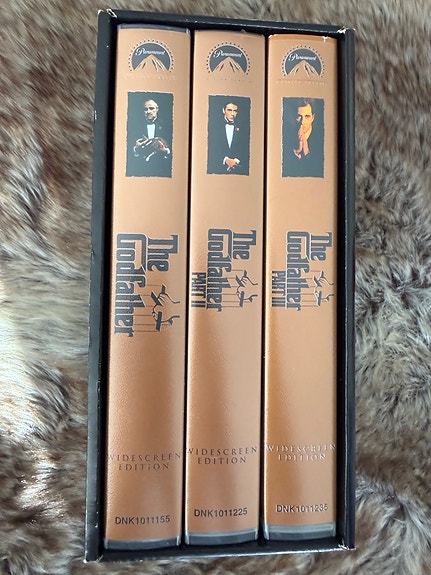 Paramount
The
Godfather
WIDESCREEN
EDITION
DNK1011155
Paramount
The
Godfather
PART II
WIDESCREEN
EDITION
DNK1011225
Paramount
The
Godfather
PART III
WIDESCREEN
EDITION
DNK1011235